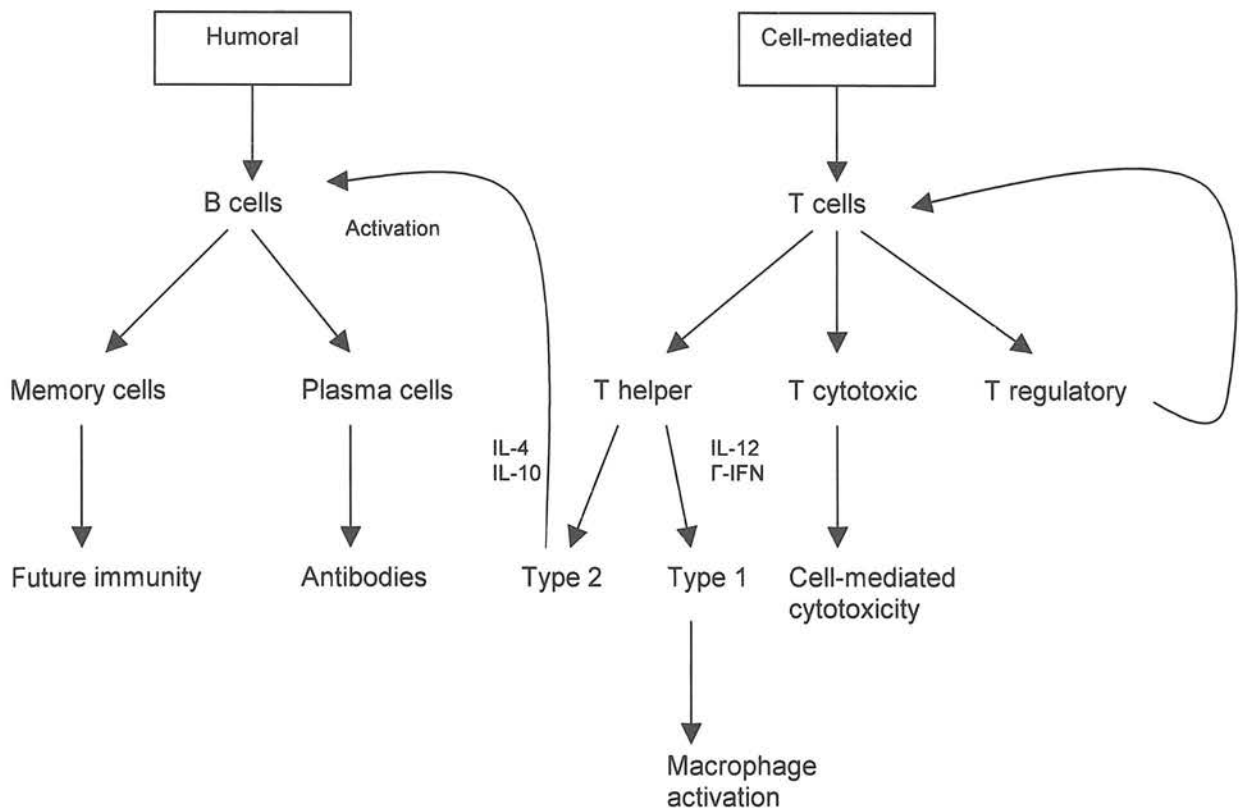 Humoral
Cell-mediated
B cells
Activation
T cells
Memory cells
Plasma cells
T helper
T cytotoxic
T regulatory
IL-4
IL-10
IL-12
Γ-IFN
Future immunity
Antibodies
Type 2
Type 1
Cell-mediated
cytotoxicity
Macrophage
activation